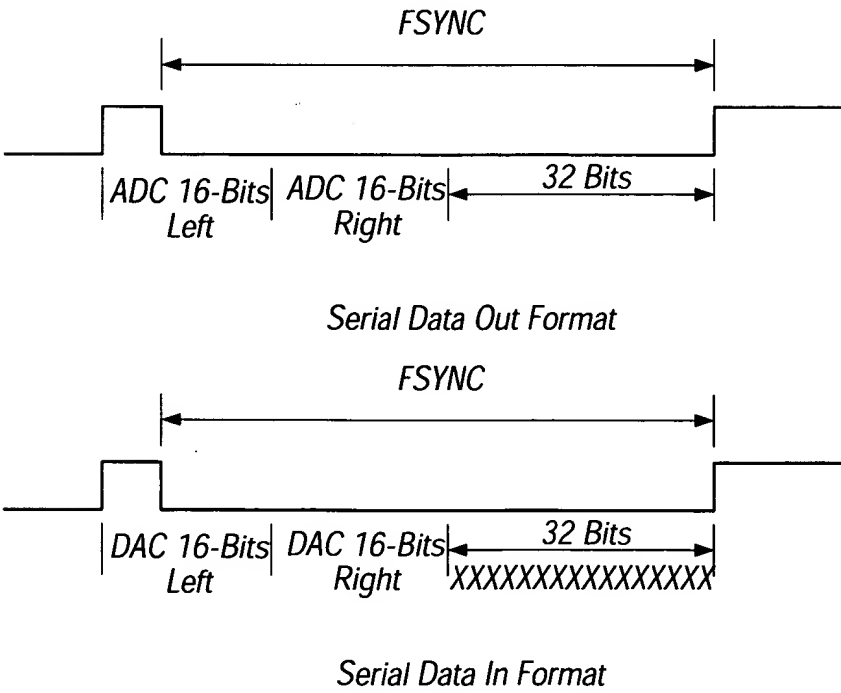 FSYNC
ADC 16-Bits Left
ADC 16-Bits Right
32 Bits
Serial Data Out Format
FSYNC
DAC 16-Bits Left
DAC 16-Bits Right
32 Bits
XXXXXXXXXXXXXXXX
Serial Data In Format